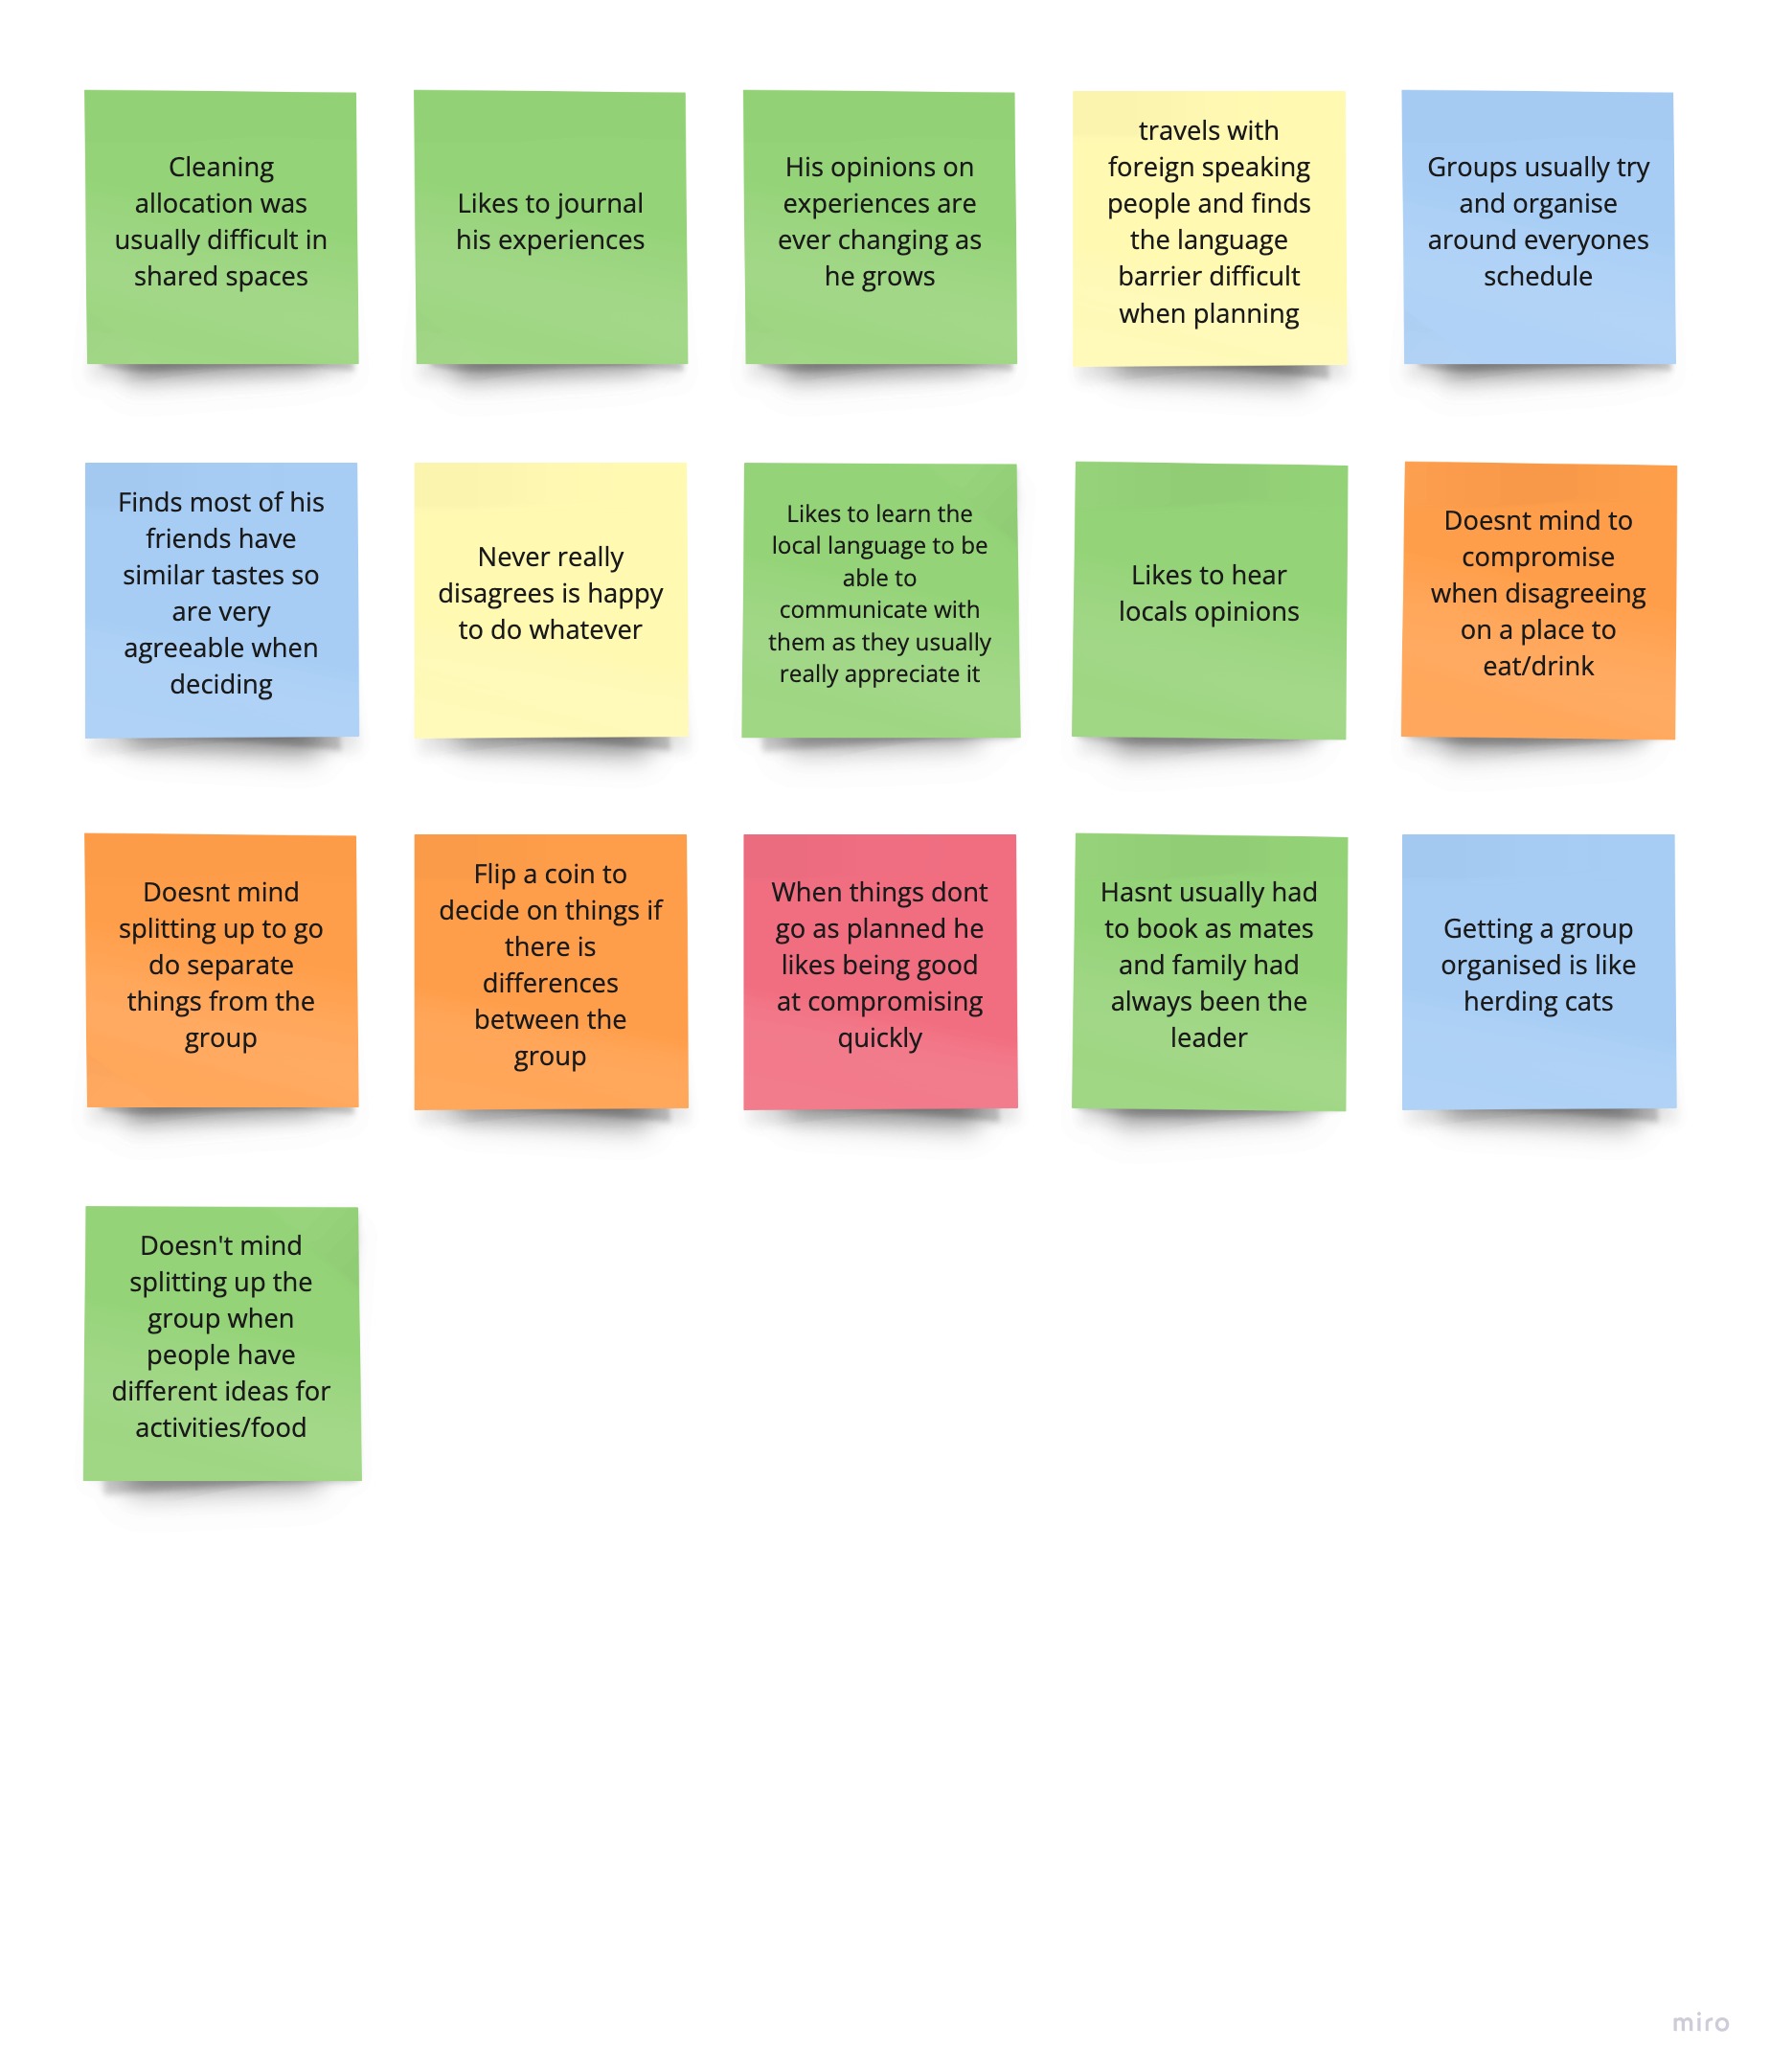 Cleaning
allocation was
usually difficult in
shared spaces
Likes to journal
his experiences
His opinions on
experiences are
ever changing as
he grows
travels with
foreign speaking
people and finds
the language
barrier difficult
when planning
Groups usually try
and organise
around everyones
schedule
Finds most of his
friends have
similar tastes so
are very
agreeable when
deciding
Never really
disagrees is happy
to do whatever
Likes to learn the
local language to be
able to
communicate with
them as they usually
really appreciate it
Likes to hear
locals opinions
Doesnt mind to
compromise
when disagreeing
on a place to
eat/drink
Doesnt mind
splitting up to go
do separate
things from the
group
Flip a coin to
decide on things if
there is
differences
between the
group
When things dont
go as planned he
likes being good
at compromising
quickly
Hasnt usually had
to book as mates
and family had
always been the
leader
Getting a group
organised is like
herding cats
Doesn't mind
splitting up the
group when
people have
different ideas for
activities/food
miro